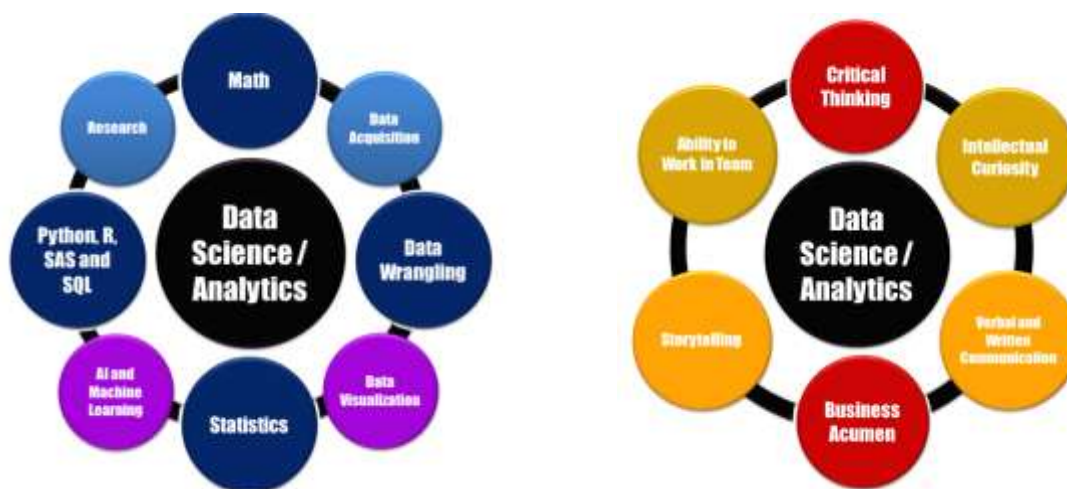 Math
Data
Acquisition
Data
Wrangling
Data
Visualization
Statistics
AI and
Machine
Learning
Python, R,
SAS and
SQL
Research
Data
Science /
Analytics
Critical
Thinking
Intellectual
Curiosity
Verbal and
Written
Communication
Business
Acumen
Storytelling
Ability to
Work in Team
Data
Science /
Analytics